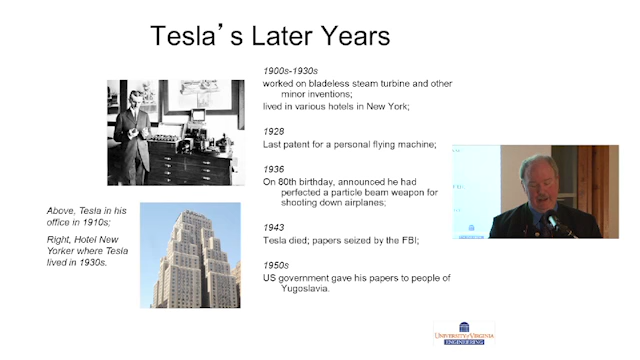 Tesla's Later Years
1900s-1930s
worked on bladeless steam turbine and other
minor inventions;
lived in various hotels in New York;
1928
Last patent for a personal flying machine;
1936
On 80th birthday, announced he had
perfected a particle beam weapon for
shooting down airplanes;
1943
Tesla died; papers seized by the FBI;
1950s
US government gave his papers to people of
Yugoslavia.
Above, Tesla in his
office in 1910s;
Right, Hotel New
Yorker where Tesla
lived in 1930s.
UNIVERSITY of VIRGINIA
ENGINEERING